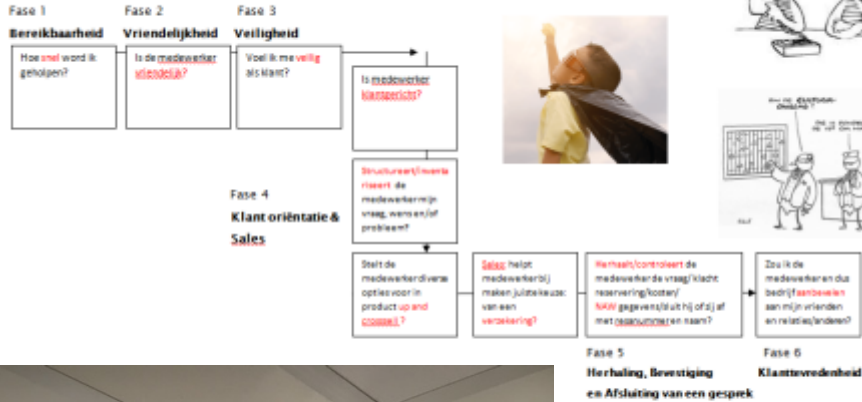 Fase 1
Bereikbaarheid
Hoe snel word ik
geholpen?
Fase 2
Vriendelijkheid
Is de medewerker
vriendelijk?
Fase 3
Veiligheid
Voel ik me veilig
als klant?
Fase 4
Klant oriëntatie &
Sales
Is medewerker
klantgericht?
Structureert/inventa
riseert de
medewerker mijn
vraag, wens en/of
probleem?
Stelt de
medewerker diverse
opties voor in
product up and
crosssell ?
Sales: helpt
medewerker bij
maken juiste keuze:
van een
verzekering?
Herhaalt/controleert de
medewerker de vraag/klacht
reservering/kosten/
NAW gegevens/sluit hij of zij af
met en naam?
Fase 5
Herhaling, Bevestiging
en Afsluiting van een gesprek
Zou ik de
medewerker en dus
bedrijf aanbevelen
aan mijn vrienden
en relaties/anderen?
Fase 6
Klanttevredenheid